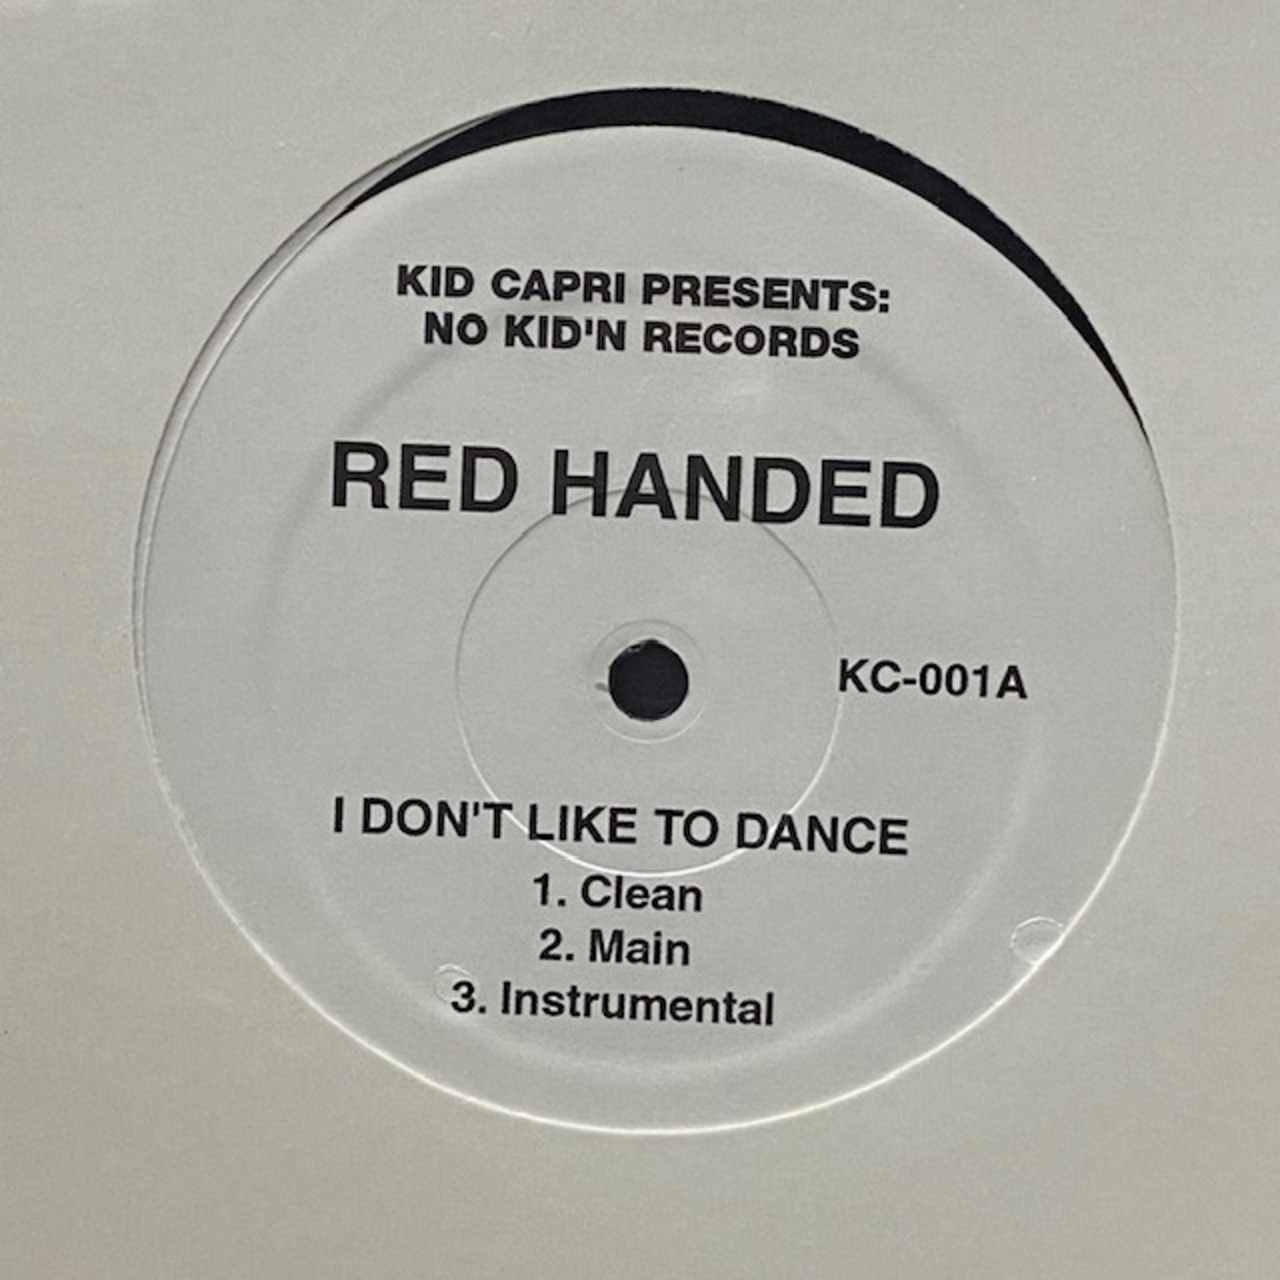 KID CAPRI PRESENTS:
NO KID'N RECORDS
RED HANDED
KC-001A
I DON'T LIKE TO DANCE
1. Clean
2. Main
3. Instrumental